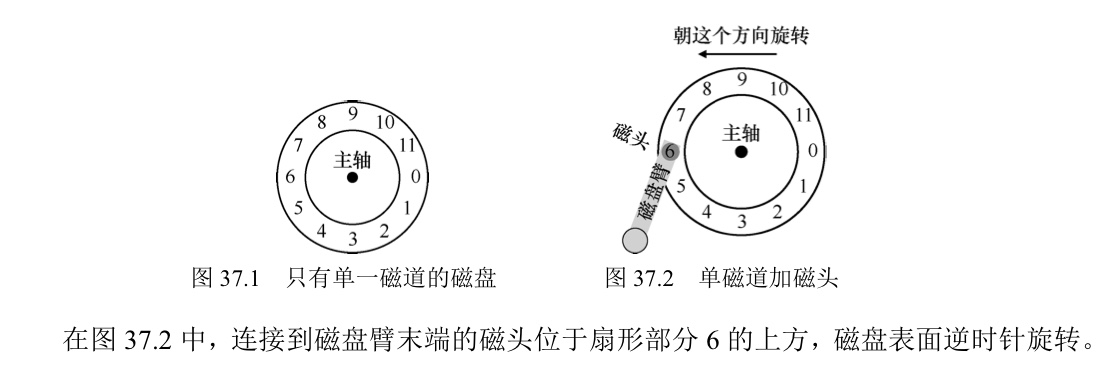 朝这个方向旋转
9
8 10
7 11
主轴
6 0
5 1
4 2
3
图 37.1 只有单一磁道的磁盘
9
8 10
7 11
磁头
主轴
6 0
磁盘臂
5 1
4 2
3
图 37.2 单磁道加磁头
在图 37.2 中，连接到磁盘臂末端的磁头位于扇形部分 6 的上方，磁盘表面逆时针旋转。